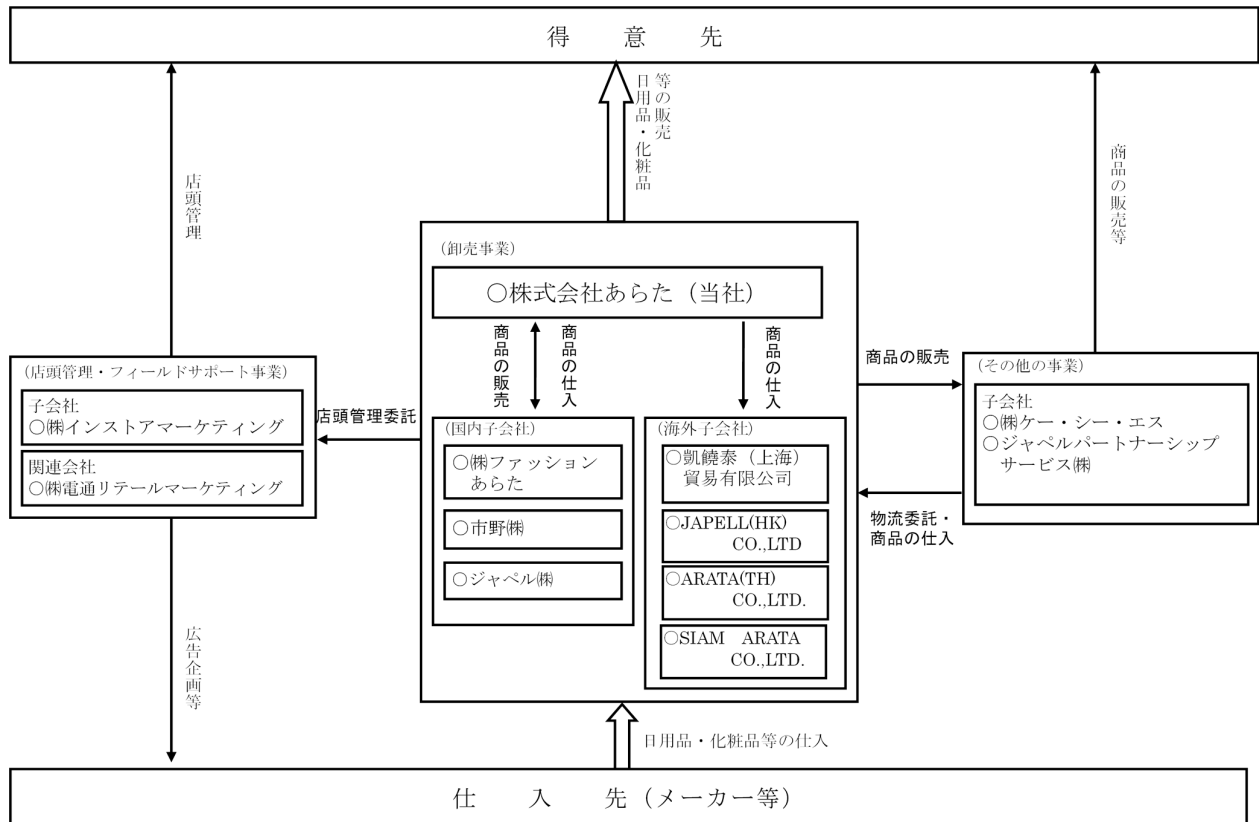 得　意　先
日用品・化粧品
等の販売
店頭管理
商品の販売等
(卸売事業)
○株式会社あらた（当社）
商品の販売
商品の仕入
商品の仕入
(店頭管理・フィールドサポート事業)
子会社
○㈱インストアマーケティング
関連会社
○㈱電通リテールマーケティング
店頭管理委託
(国内子会社)
○㈱ファッション
あらた
○市野㈱
○ジャペル㈱
(海外子会社)
○凱饒泰（上海）
貿易有限公司
○JAPELL(HK)
CO.,LTD
○ARATA(TH)
CO.,LTD.
○SIAM　ARATA
CO.,LTD.
商品の販売
物流委託・
商品の仕入
(その他の事業)
子会社
○㈱ケー・シー・エス
○ジャペルパートナーシップ
サービス㈱
広告企画等
日用品・化粧品等の仕入
仕　入　先（メーカー等）